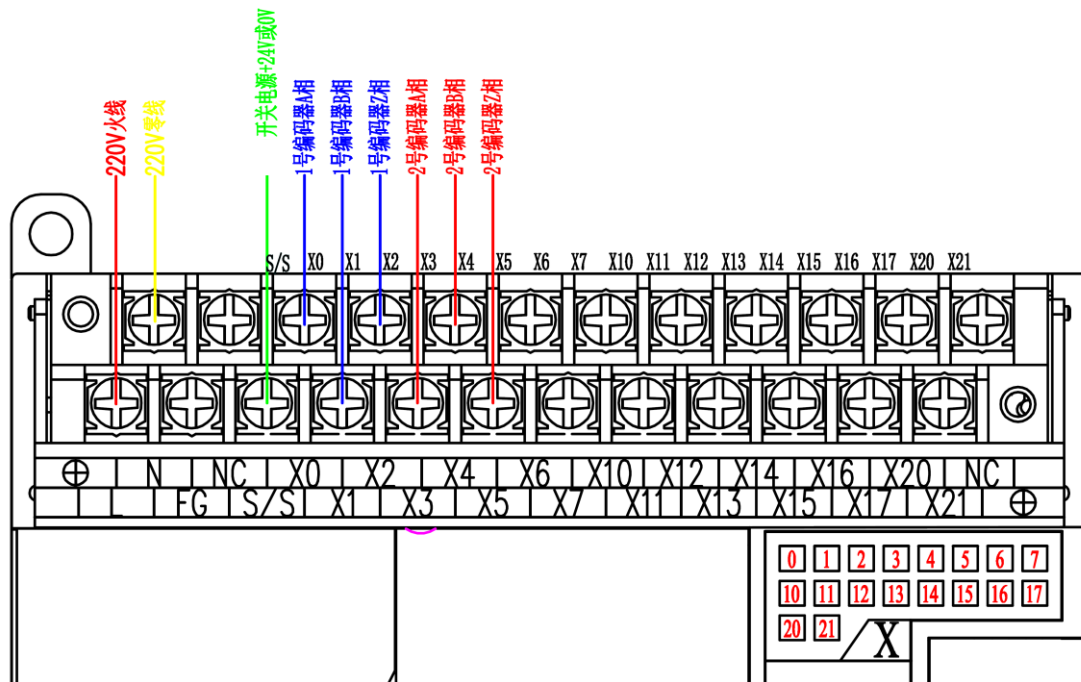 220V火线
220V零线
开关电源+24V或0V
1号编码器A相
1号编码器B相
1号编码器Z相
2号编码器A相
2号编码器B相
2号编码器Z相
S/S X0 X1 X2 X3 X4 X5 X6 X7 X10 X11 X12 X13 X14 X15 X16 X17 X20 X21
N NC X0 X2 X4 X6 X10 X12 X14 X16 X20 NC
L FG S/S X1 X3 X5 X7 X11 X13 X15 X17 X21
0 1 2 3 4 5 6 7
10 11 12 13 14 15 16 17
20 21
X